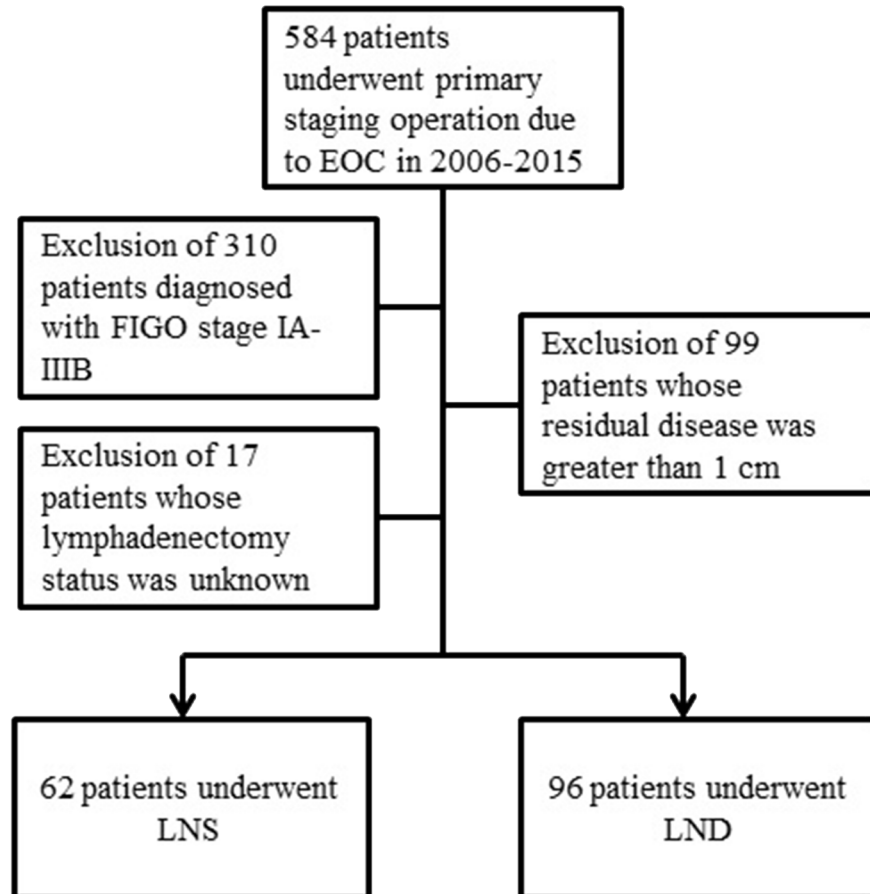 584 patients
underwent primary
staging operation due
to EOC in 2006-2015
Exclusion of 310
patients diagnosed
with FIGO stage IA-
IIIB
Exclusion of 99
patients whose
residual disease was
greater than 1 cm
Exclusion of 17
patients whose
lymphadenectomy
status was unknown
62 patients underwent
LNS
96 patients underwent
LND